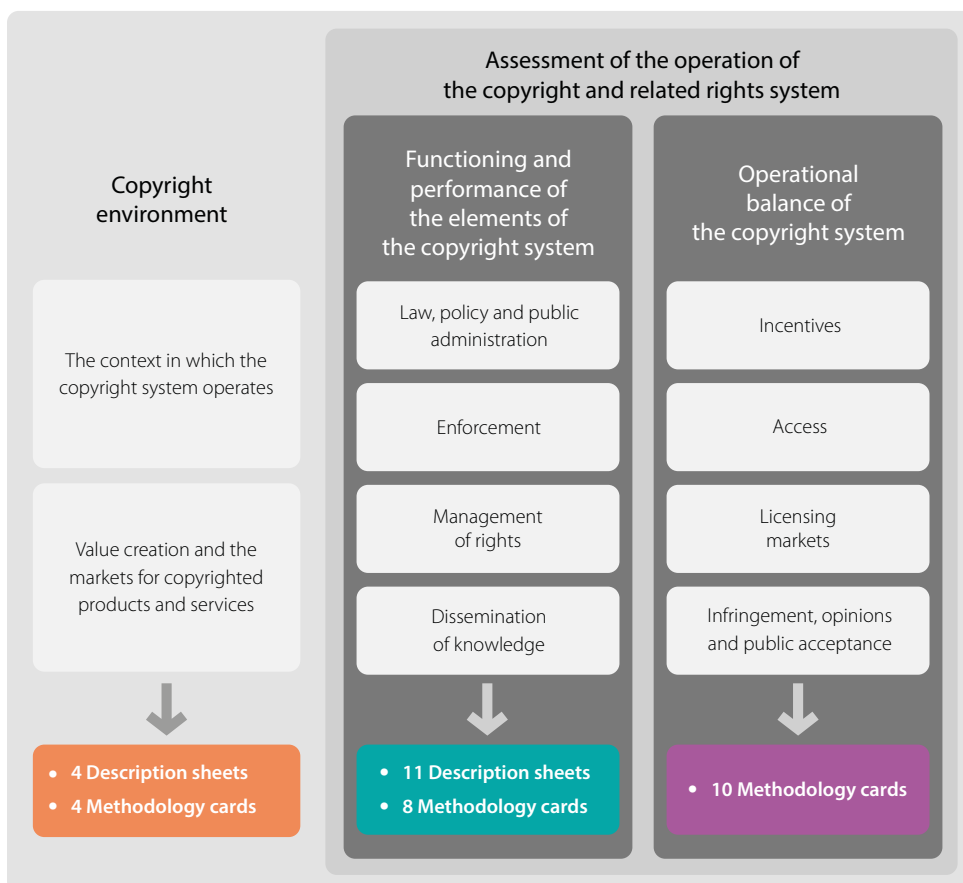 Assessment of the operation of
the copyright and related rights system
Copyright
environment
The context in which the
copyright system operates
Value creation and the
markets for copyrighted
products and services
• 4 Description sheets
• 4 Methodology cards
Functioning and
performance of
the elements of
the copyright system
Law, policy and public
administration
Enforcement
Management
of rights
Dissemination
of knowledge
• 11 Description sheets
• 8 Methodology cards
Operational
balance of
the copyright system
Incentives
Access
Licensing
markets
Infringement, opinions
and public acceptance
• 10 Methodology cards